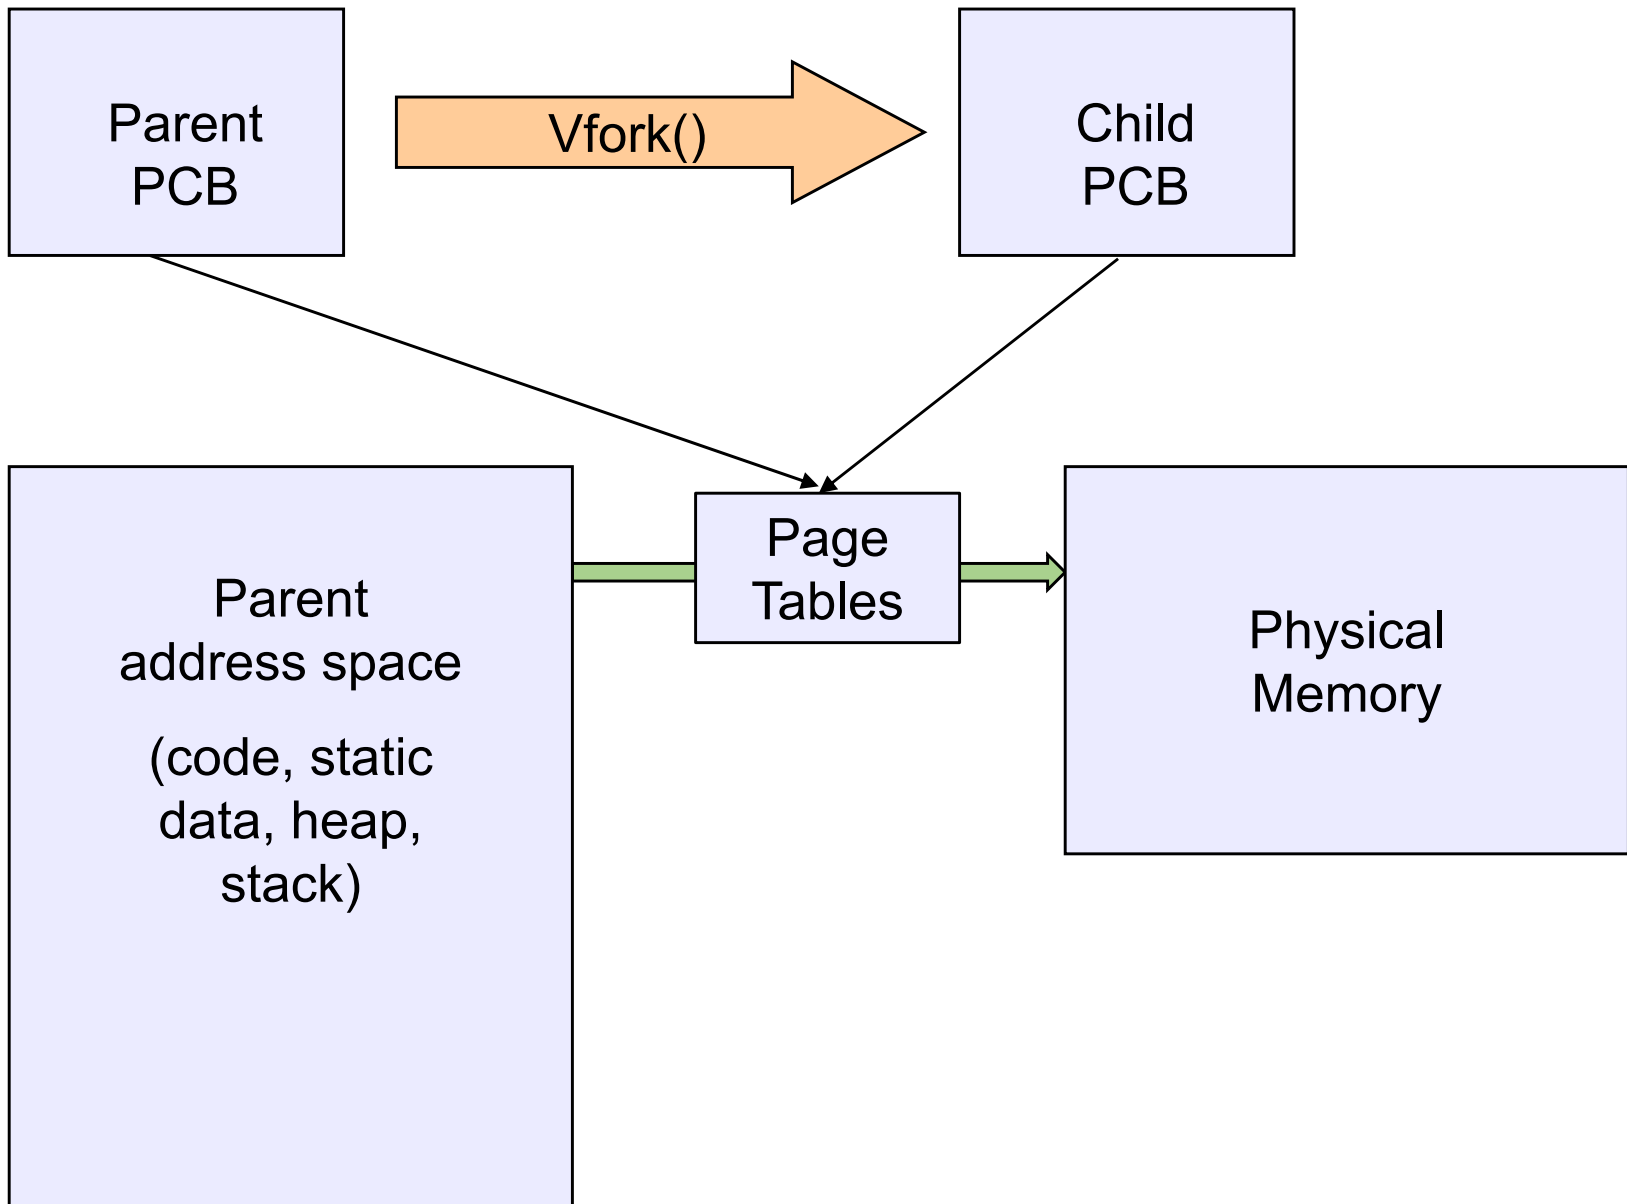 Parent
PCB
Vfork()
Child
PCB
Parent
address space
(code, static
data, heap,
stack)
Page
Tables
Physical
Memory